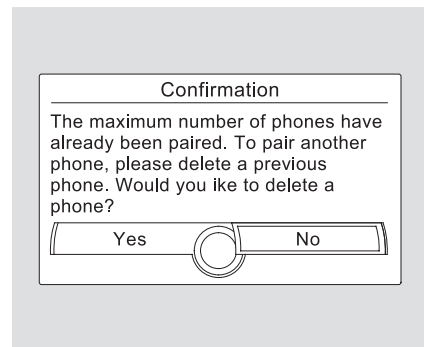 Confirmation
The maximum number of phones have
already been paired. To pair another
phone, please delete a previous
phone. Would you ike to delete a
phone?
Yes No